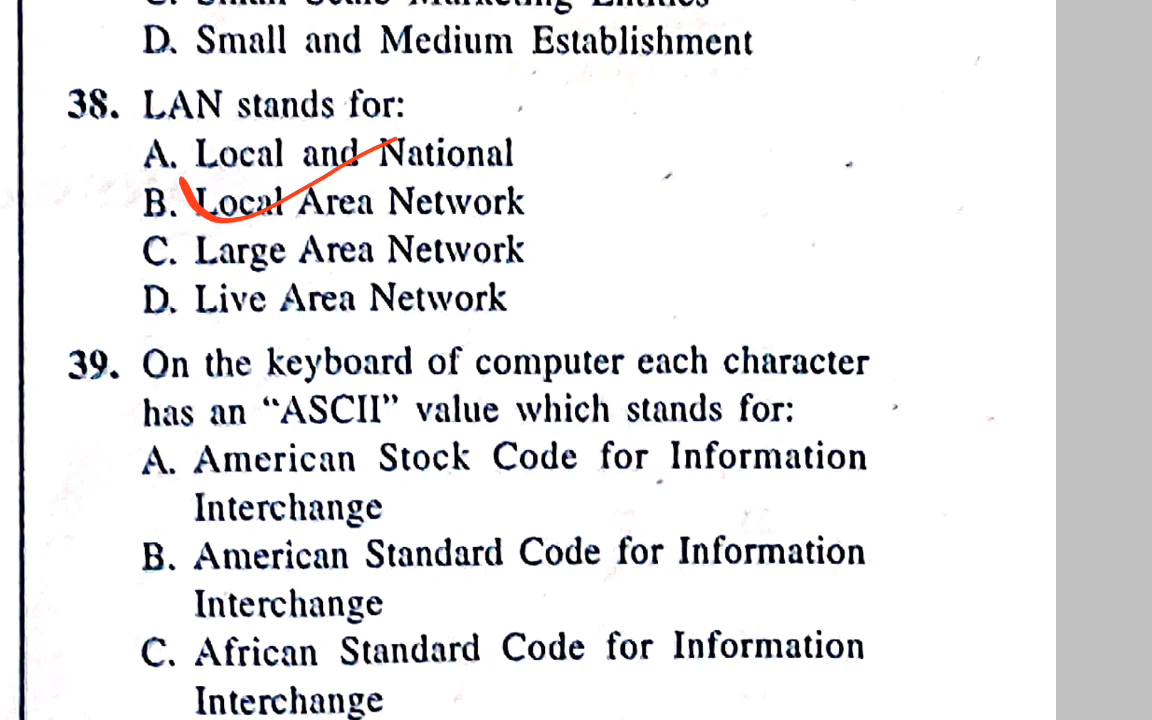 D. Small and Medium Establishment
38. LAN stands for:
A. Local and National
B. Local Area Network
C. Large Area Network
D. Live Area Network
39. On the keyboard of computer each character
has an “ASCII” value which stands for:
A. American Stock Code for Information
Interchange
B. American Standard Code for Information
Interchange
C. African Standard Code for Information
Interchange